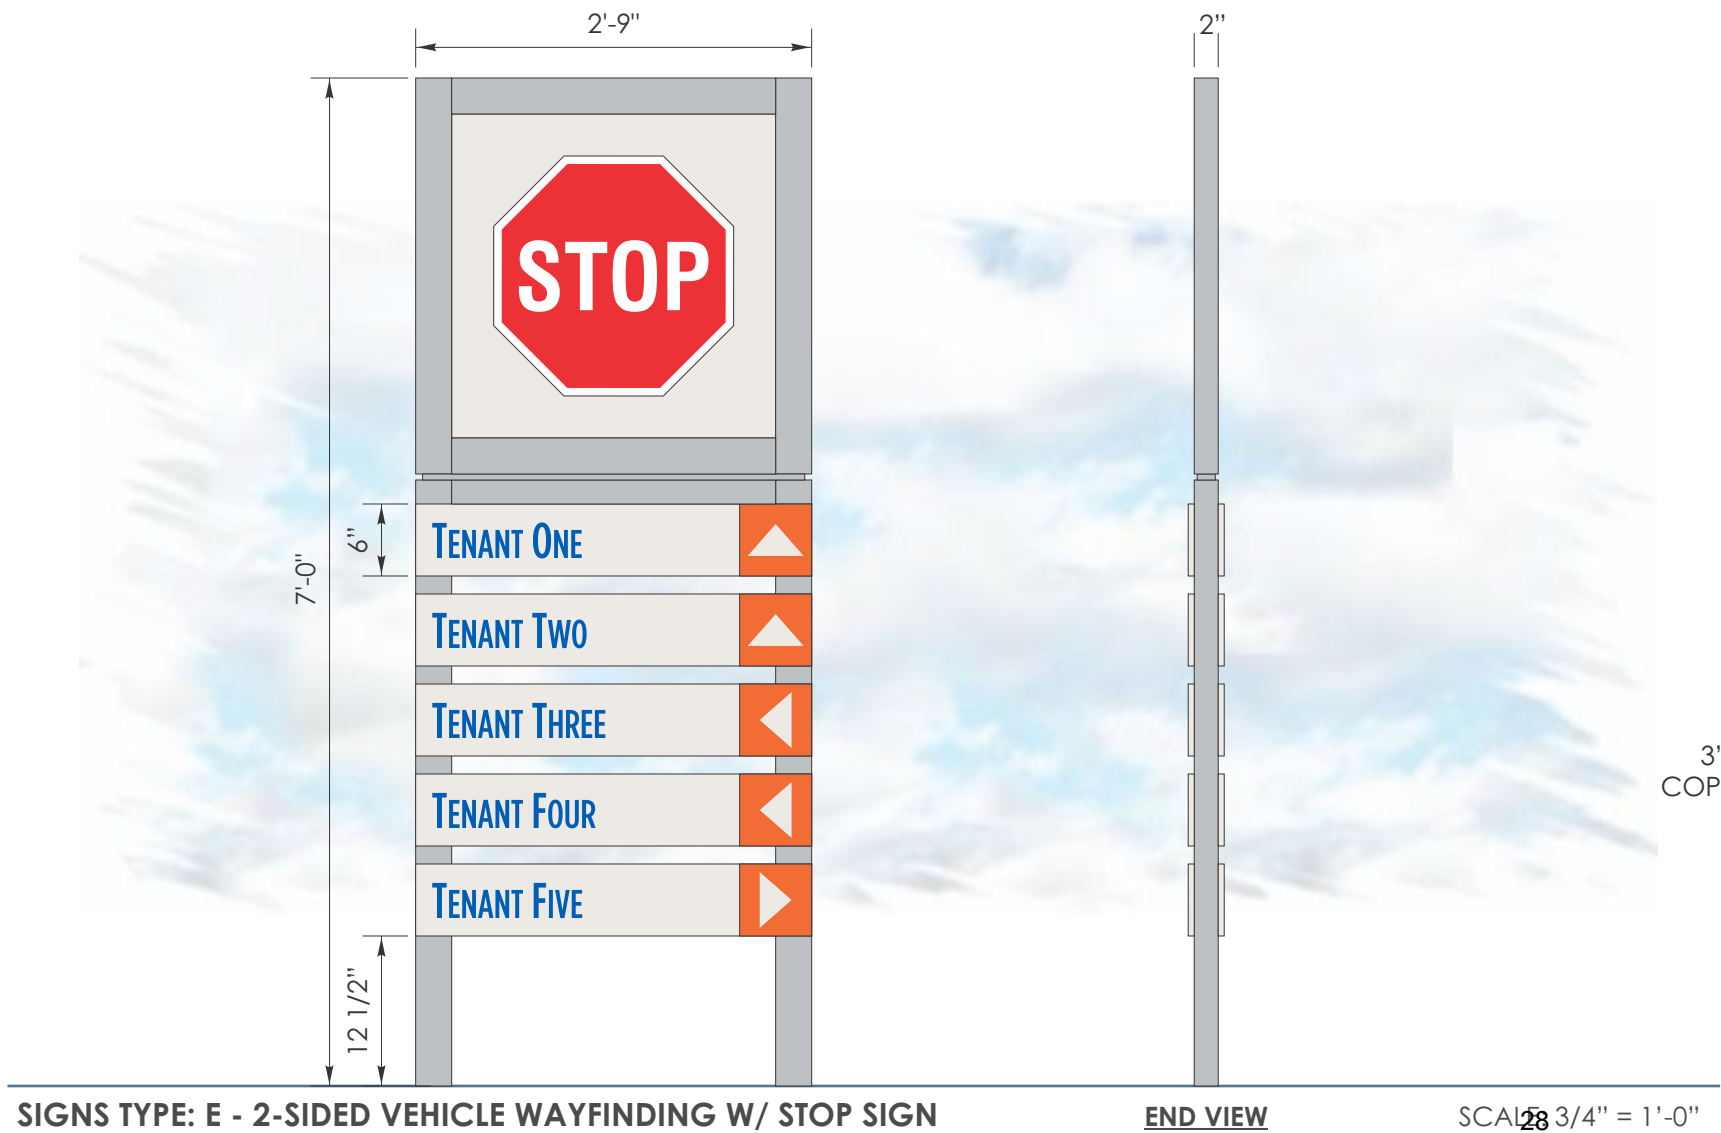 2'-9"
2”
STOP
7'-0"
6”
TENANT ONE
TENANT TWO
TENANT THREE
TENANT FOUR
TENANT FIVE
3’
COP
12 1/2”
SIGNS TYPE: E - 2-SIDED VEHICLE WAYFINDING W/ STOP SIGN
END VIEW
SCALE: 3/4” = 1’-0”
28